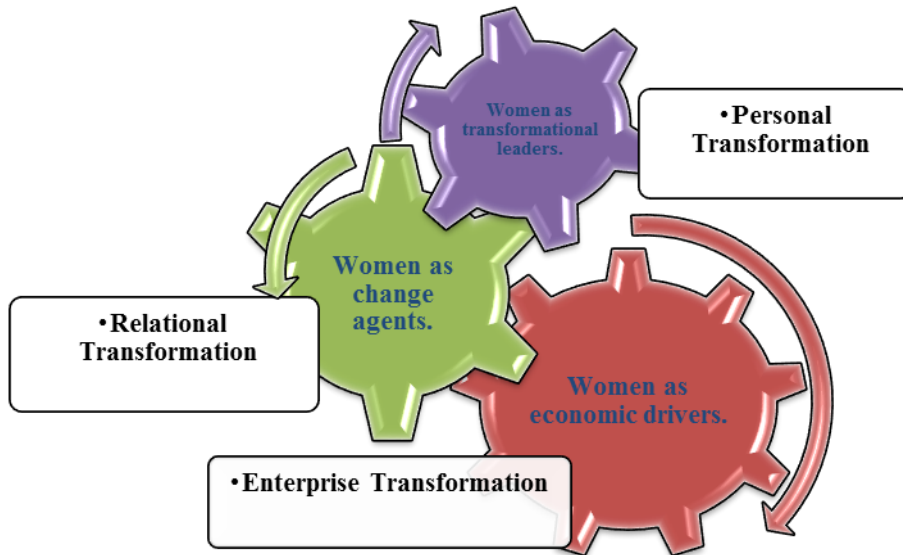 Women as
transformational
leaders.
•Personal
Transformation
Women as
change
agents.
•Relational
Transformation
Women as
economic drivers.
•Enterprise Transformation